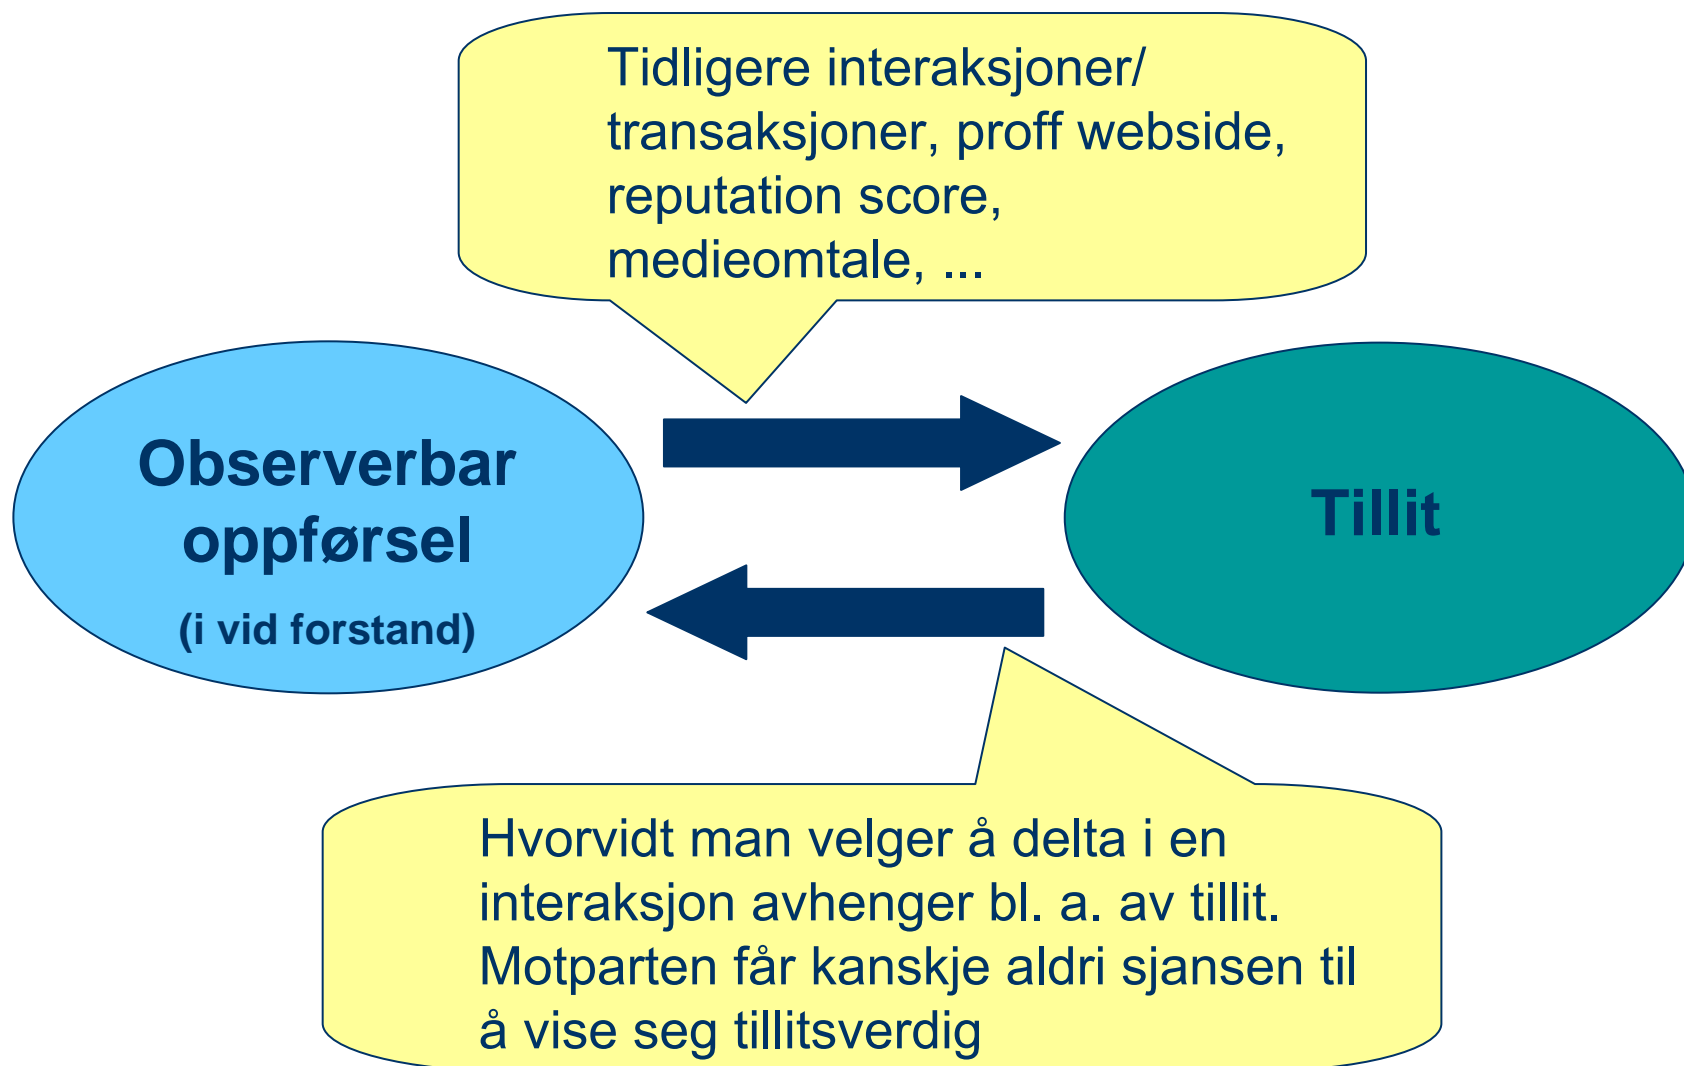 Tidligere interaksjoner/
transaksjoner, proff webside,
reputation score,
medieomtale, ...
Observerbar
oppførsel
(i vid forstand)
Tillit
Hvorvidt man velger å delta i en
interaksjon avhenger bl. a. av tillit.
Motparten får kanskje aldri sjansen til
å vise seg tillitsverdig